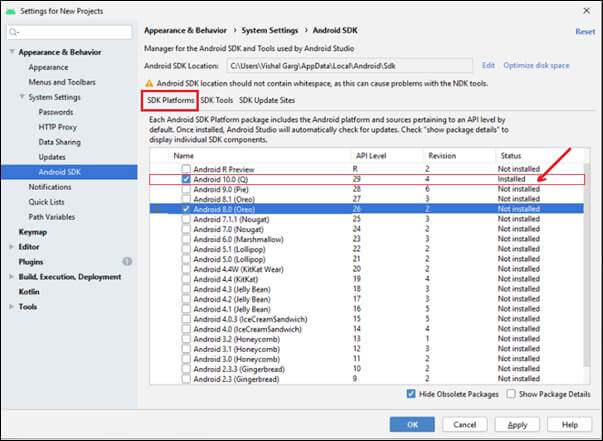 Settings for New Projects
Appearance & Behavior
Appearance
Menus and Toolbars
System Settings
Passwords
HTTP Proxy
Data Sharing
Updates
Android SDK
Notifications
Quick Lists
Path Variables
Keymap
Editor
Plugins 1
Build, Execution, Deployment
Kotlin
Tools
Appearance & Behavior › System Settings › Android SDK Reset
Manager for the Android SDK and Tools used by Android Studio
Android SDK Location: C:\Users\Vishal Garg\AppData\Local\Android\Sdk Edit Optimize disk space
Android SDK location should not contain whitespace, as this can cause problems with the NDK tools.
SDK Platforms SDK Tools SDK Update Sites
Each Android SDK Platform package includes the Android platform and sources pertaining to an API level by
default. Once installed, Android Studio will automatically check for updates. Check "show package details" to
display individual SDK components.
Name API Level Revision Status
Android R Preview R 2 Not installed
Android 10.0 (Q) 29 4 Installed
Android 9.0 (Pie) 28 6 Not installed
Android 8.1 (Oreo) 27 3 Not installed
Android 8.0 (Oreo) 26 2 Not installed
Android 7.1.1 (Nougat) 25 3 Not installed
Android 7.0 (Nougat) 24 2 Not installed
Android 6.0 (Marshmallow) 23 3 Not installed
Android 5.1 (Lollipop) 22 2 Not installed
Android 5.0 (Lollipop) 21 2 Not installed
Android 4.4W (KitKat Wear) 20 2 Not installed
Android 4.4 (KitKat) 19 4 Not installed
Android 4.3 (Jelly Bean) 18 3 Not installed
Android 4.2 (Jelly Bean) 17 3 Not installed
Android 4.1 (Jelly Bean) 16 5 Not installed
Android 4.0.3 (IceCreamSandwich) 15 5 Not installed
Android 4.0 (IceCreamSandwich) 14 4 Not installed
Android 3.2 (Honeycomb) 13 1 Not installed
Android 3.1 (Honeycomb) 12 3 Not installed
Android 3.0 (Honeycomb) 11 2 Not installed
Android 2.3.3 (Gingerbread) 10 2 Not installed
Android 2.3 (Gingerbread) 9 2 Not installed
Hide Obsolete Packages Show Package Details
OK Cancel Apply Help